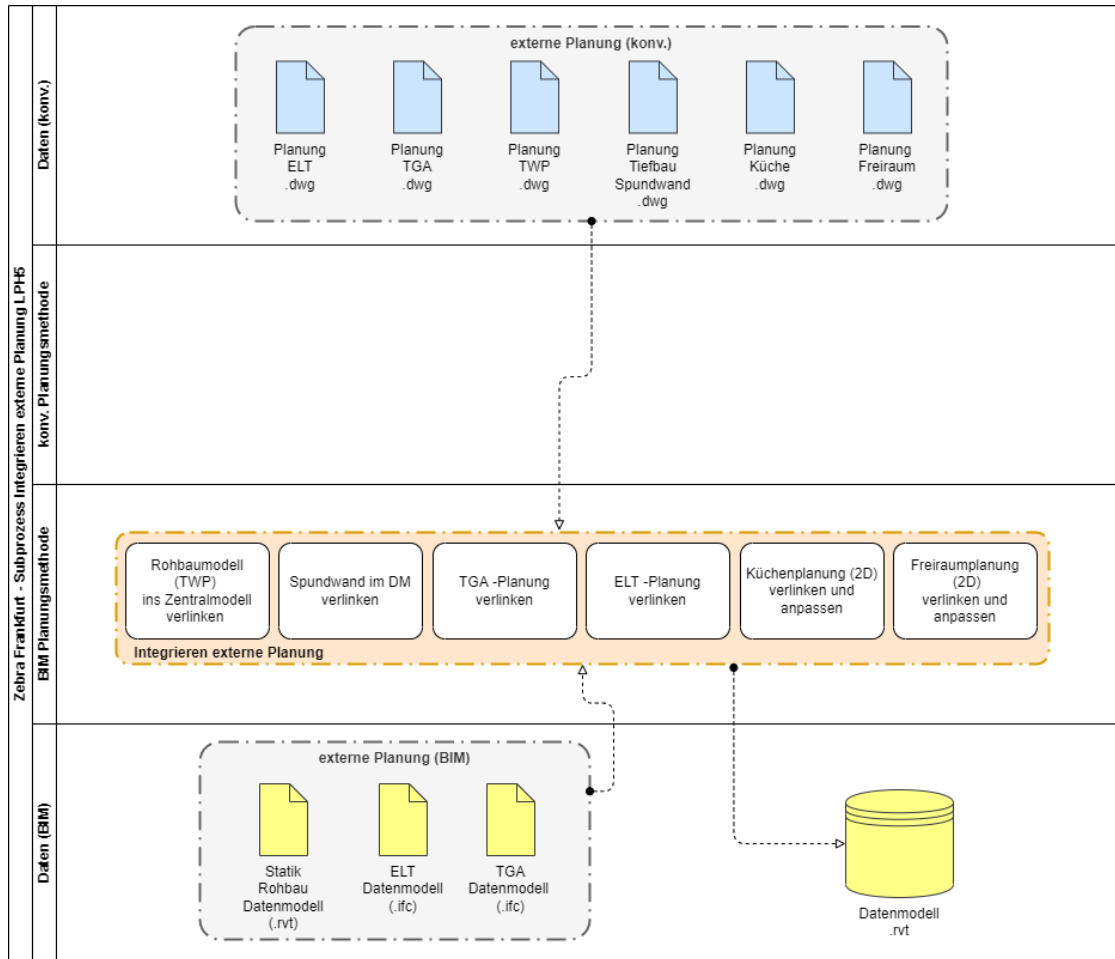 Zebra Frankfurt - Subprozess Integrieren externe Planung LPH5
Daten (konv.)
externe Planung (konv.)
Planung
ELT
.dwg
Planung
TGA
.dwg
Planung
TWP
.dwg
Planung
Tiefbau
Spundwand
.dwg
Planung
Küche
.dwg
Planung
Freiraum
.dwg
konv. Planungsmethode
BIM Planungsmethode
Rohbaumodell
(TWP)
ins Zentralmodell
verlinken
Spundwand im DM
verlinken
TGA -Planung
verlinken
ELT -Planung
verlinken
Küchenplanung (2D)
verlinken und
anpassen
Freiraumplanung
(2D)
verlinken und
anpassen
Integrieren externe Planung
Daten (BIM)
externe Planung (BIM)
Statik
Rohbau
Datenmodell
(.rvt)
ELT
Datenmodell
(.ifc)
TGA
Datenmodell
(.ifc)
Datenmodell
.rvt